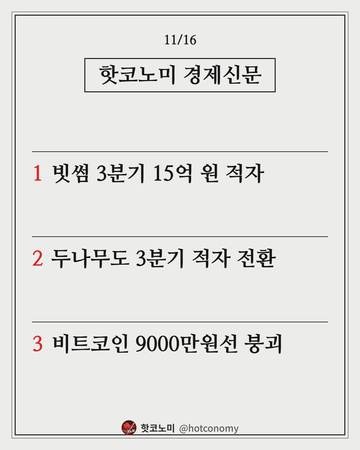 11/16
핫코노미 경제신문
1 빗썸 3분기 15억 원 적자
2 두나무도 3분기 적자 전환
3 비트코인 9000만원선 붕괴
핫코노미 @hotconomy